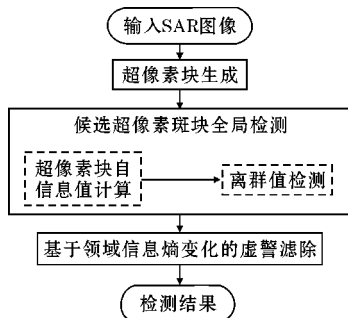 输入SAR图像
超像素块生成
候选超像素斑块全局检测
超像素块自
信息值计算
离群值检测
基于领域信息熵变化的虚警滤除
检测结果